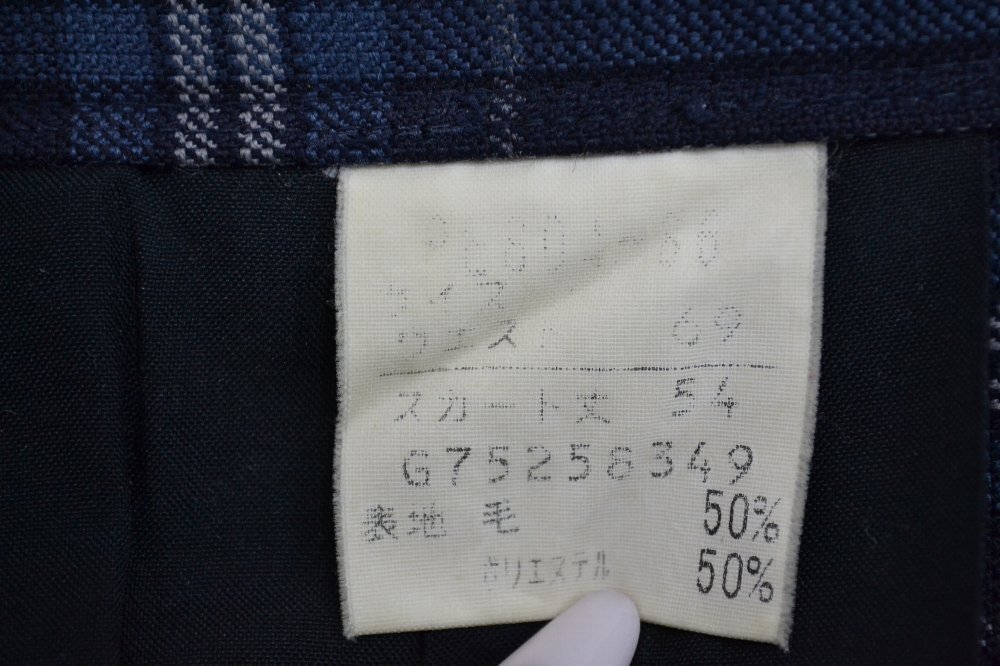 サイズ
ウエスト 69
スカート丈 54
G75258349
表地 毛 50%
ポリエステル 50%